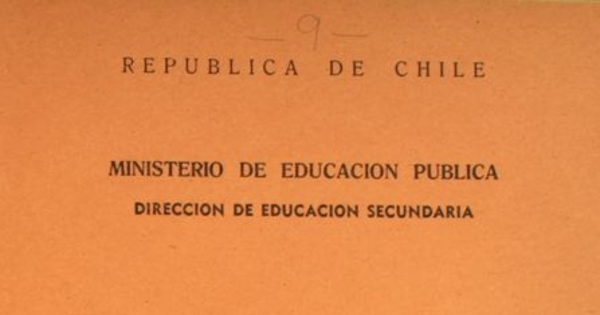 — 9 —
REPUBLICA DE CHILE
MINISTERIO DE EDUCACION PUBLICA
DIRECCION DE EDUCACION SECUNDARIA